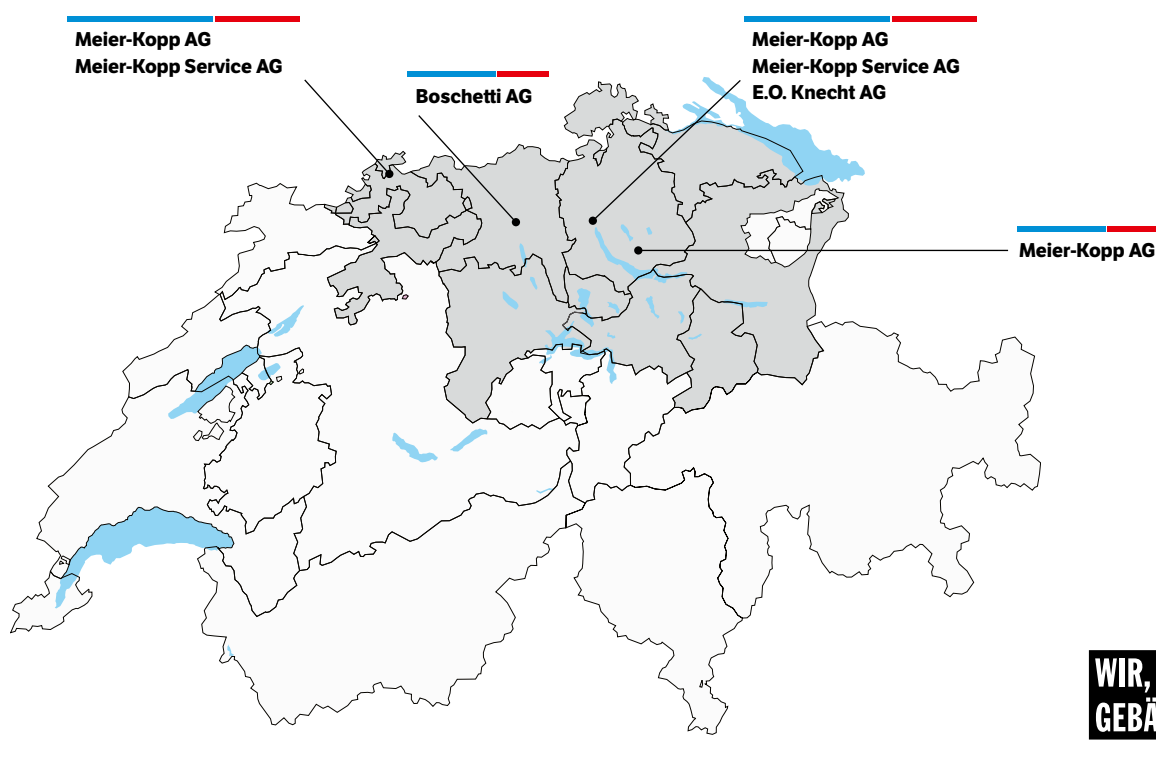 Meier-Kopp AG
Meier-Kopp Service AG
Boschetti AG
Meier-Kopp AG
Meier-Kopp Service AG
E.O. Knecht AG
Meier-Kopp AG
WIR,
GEBÄ